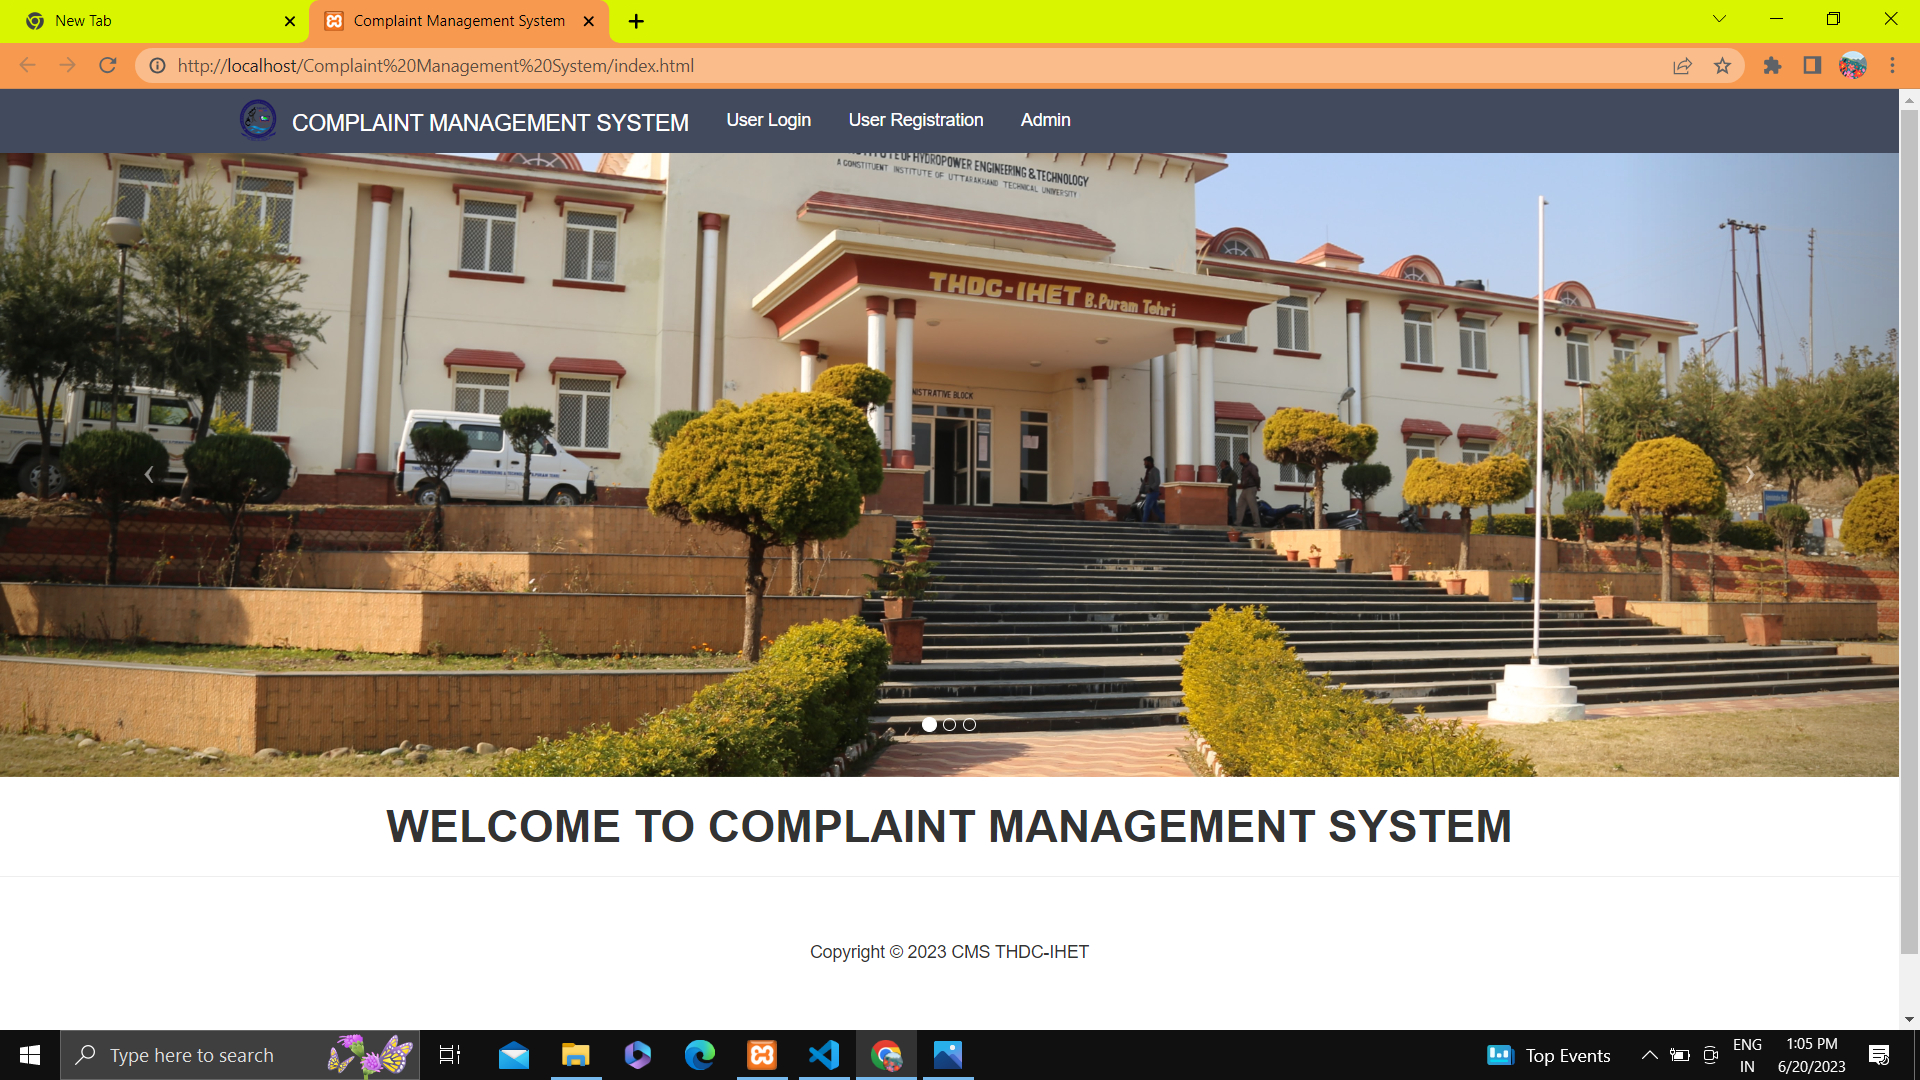 New Tab
Complaint Management System
http://localhost/Complaint%20Management%20System/index.html
COMPLAINT MANAGEMENT SYSTEM
User Login
User Registration
Admin
OF HYDROPOWER ENGINEERING & TECHNOLOGY
A CONSTITUENT INSTITUTE OF UTTARAKHAND TECHNICAL UNIVERSITY
THDC-IHET B.Puram Tehri
NISTRATIVE BLOCK
WELCOME TO COMPLAINT MANAGEMENT SYSTEM
Copyright © 2023 CMS THDC-IHET
Type here to search
Top Events
ENG
IN
1:05 PM
6/20/2023